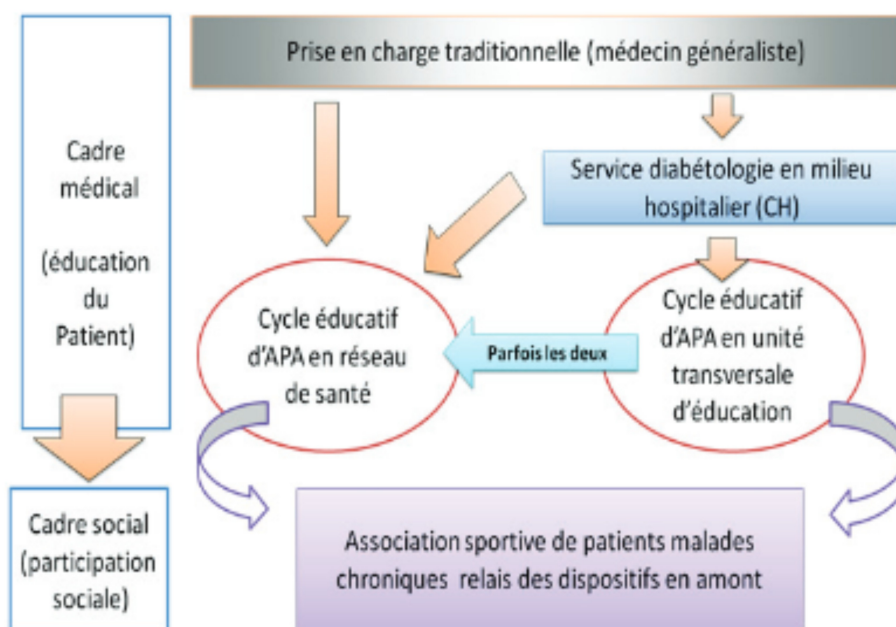 Prise en charge traditionnelle (médecin généraliste)
Cadre
médical
(éducation
du
Patient)
Service diabétologie en milieu
hospitalier (CH)
Cycle éducatif
d'APA en réseau
de santé
Parfois les deux
Cycle éducatif
d'APA en unité
transversale
d'éducation
Cadre social
(participation
sociale)
Association sportive de patients malades
chroniques relais des dispositifs en amont